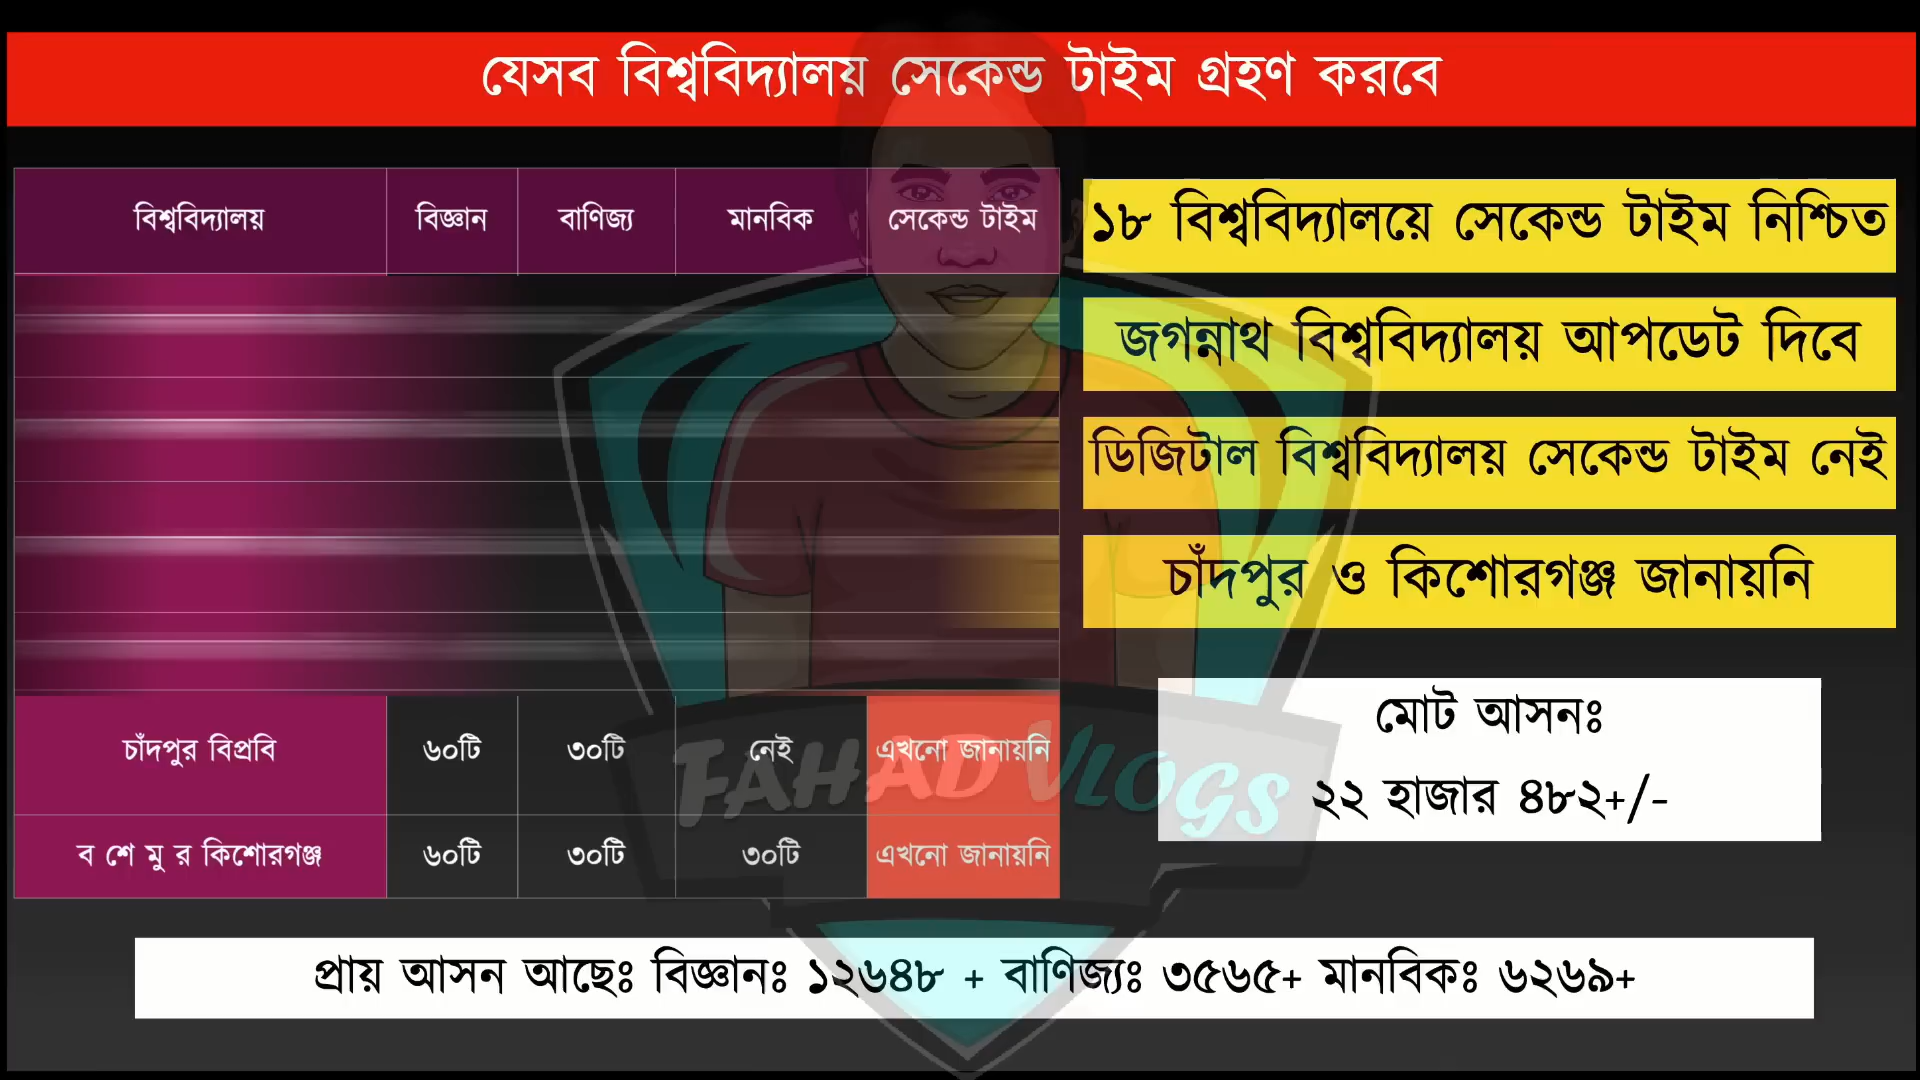 যেসব বিশ্ববিদ্যালয় সেকেন্ড টাইম গ্রহণ করবে
বিশ্ববিদ্যালয় বিজ্ঞান বাণিজ্য মানবিক সেকেন্ড টাইম
চাঁদপুর বিপ্রবি ৬০টি ৩০টি নেই এখনো জানায়নি
ব শে মু র কিশোরগঞ্জ ৬০টি ৩০টি ৩০টি এখনো জানায়নি
১৮ বিশ্ববিদ্যালয়ে সেকেন্ড টাইম নিশ্চিত
জগন্নাথ বিশ্ববিদ্যালয় আপডেট দিবে
ডিজিটাল বিশ্ববিদ্যালয় সেকেন্ড টাইম নেই
চাঁদপুর ও কিশোরগঞ্জ জানায়নি
মোট আসনঃ
২২ হাজার ৪৮২+/-
FAHAD VLOGS
প্রায় আসন আছেঃ বিজ্ঞানঃ ১২৬৪৮ + বাণিজ্যঃ ৩৫৬৫+ মানবিকঃ ৬২৬৯+